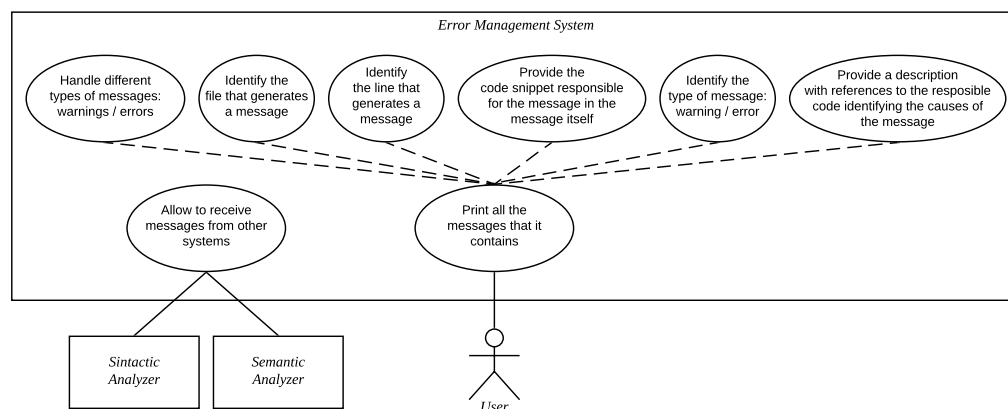 Error Management System
Handle different
types of messages:
warnings / errors
Identify the
file that generates
a message
Identify
the line that
generates a
message
Provide the
code snippet responsible
for the message in the
message itself
Identify the
type of message:
warning / error
Provide a description
with references to the resposible
code identifying the causes of
the message
Allow to receive
messages from other
systems
Print all the
messages that it
contains
Sintactic
Analyzer
Semantic
Analyzer
User